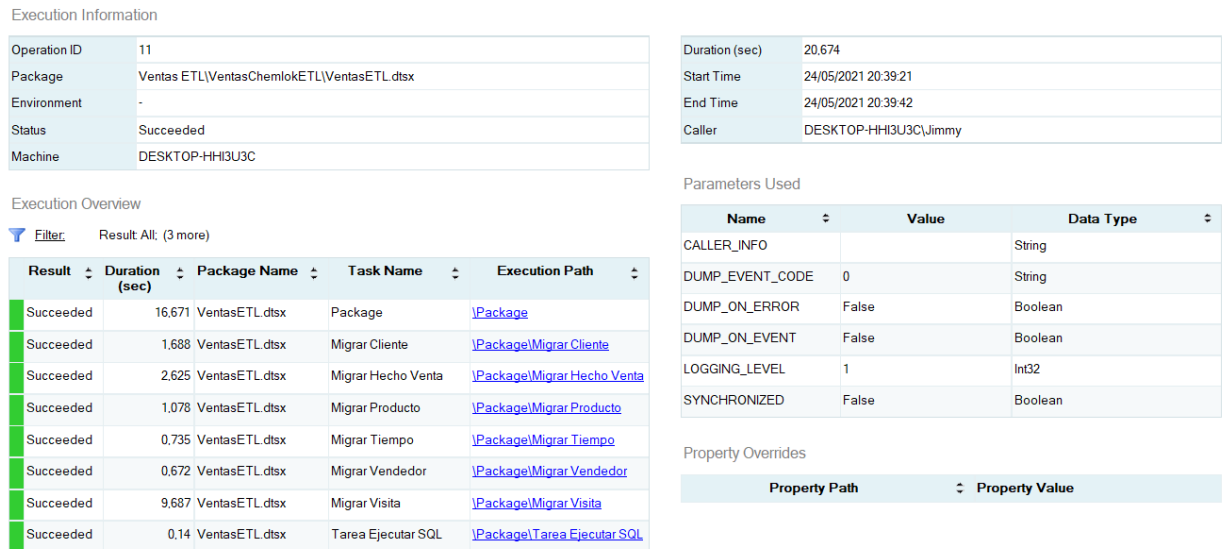 Execution Information
Operation ID 11
Package Ventas ETL\VentasChemlokETL\VentasETL.dtsx
Environment -
Status Succeeded
Machine DESKTOP-HHI3U3C
Duration (sec) 20,674
Start Time 24/05/2021 20:39:21
End Time 24/05/2021 20:39:42
Caller DESKTOP-HHI3U3C\Jimmy
Execution Overview
Filter: Result: All; (3 more)
Result Duration (sec) Package Name Task Name Execution Path
Succeeded 16,671 VentasETL.dtsx Package \Package
Succeeded 1,688 VentasETL.dtsx Migrar Cliente \Package\Migrar Cliente
Succeeded 2,625 VentasETL.dtsx Migrar Hecho Venta \Package\Migrar Hecho Venta
Succeeded 1,078 VentasETL.dtsx Migrar Producto \Package\Migrar Producto
Succeeded 0,735 VentasETL.dtsx Migrar Tiempo \Package\Migrar Tiempo
Succeeded 0,672 VentasETL.dtsx Migrar Vendedor \Package\Migrar Vendedor
Succeeded 9,687 VentasETL.dtsx Migrar Visita \Package\Migrar Visita
Succeeded 0,14 VentasETL.dtsx Tarea Ejecutar SQL \Package\Tarea Ejecutar SQL
Parameters Used
Name Value Data Type
CALLER_INFO String
DUMP_EVENT_CODE 0 String
DUMP_ON_ERROR False Boolean
DUMP_ON_EVENT False Boolean
LOGGING_LEVEL 1 Int32
SYNCHRONIZED False Boolean
Property Overrides
Property Path Property Value